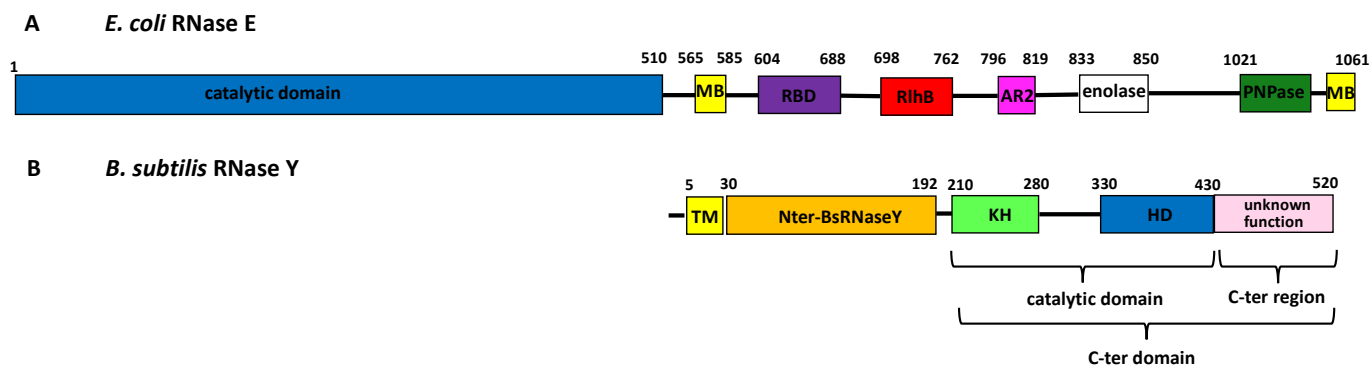 A E. coli RNase E
1 510 565 585 604 688 698 762 796 819 833 850 1021 1061
catalytic domain MB RBD RlhB AR2 enolase PNPase MB
B B. subtilis RNase Y
5 30 192 210 280 330 430 520
TM Nter-BsRNaseY KH HD unknown
function
catalytic domain C-ter region
C-ter domain